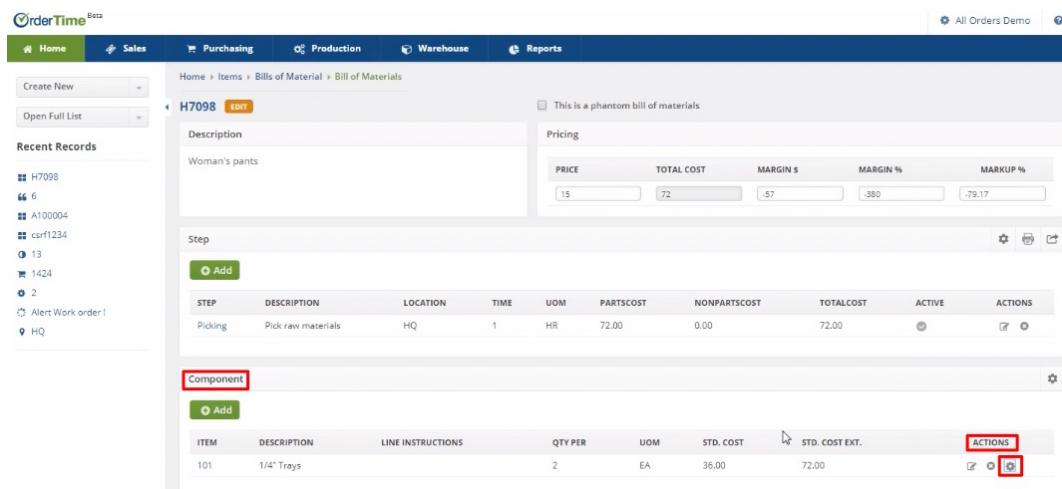 OrderTime Beta
All Orders Demo
Home Sales Purchasing Production Warehouse Reports
Create New
Open Full List
Recent Records
H7098
6
A100004
csrf1234
13
1424
2
Alert Work order !
HQ
Home Items Bills of Material Bill of Materials
H7098 EDIT
This is a phantom bill of materials
Description
Woman's pants
Pricing
PRICE TOTAL COST MARGIN $ MARGIN % MARKUP %
15 72 -57 -380 -79.17
Step
Add
STEP DESCRIPTION LOCATION TIME UOM PARTSCOST NONPARTSCOST TOTALCOST ACTIVE ACTIONS
Picking Pick raw materials HQ 1 HR 72.00 0.00 72.00
Component
Add
ITEM DESCRIPTION LINE INSTRUCTIONS QTY PER UOM STD. COST STD. COST EXT. ACTIONS
101 1/4" Trays 2 EA 36.00 72.00